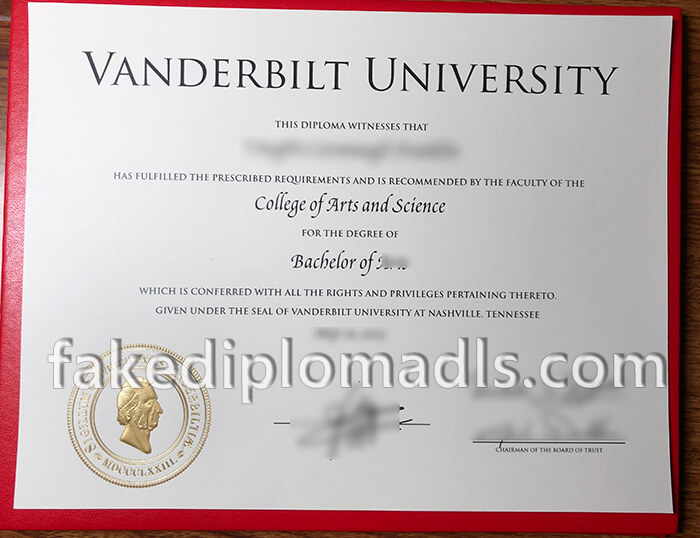 VANDERBILT UNIVERSITY
THIS DIPLOMA WITNESSES THAT
HAS FULFILLED THE PRESCRIBED REQUIREMENTS AND IS RECOMMENDED BY THE FACULTY OF THE
College of Arts and Science
FOR THE DEGREE OF
Bachelor of
WHICH IS CONFERRED WITH ALL THE RIGHTS AND PRIVILEGES PERTAINING THERETO.
GIVEN UNDER THE SEAL OF VANDERBILT UNIVERSITY AT NASHVILLE, TENNESSEE
fakediplomadls.com
MDCCCLXXIII.
CHAIRMAN OF THE BOARD OF TRUST